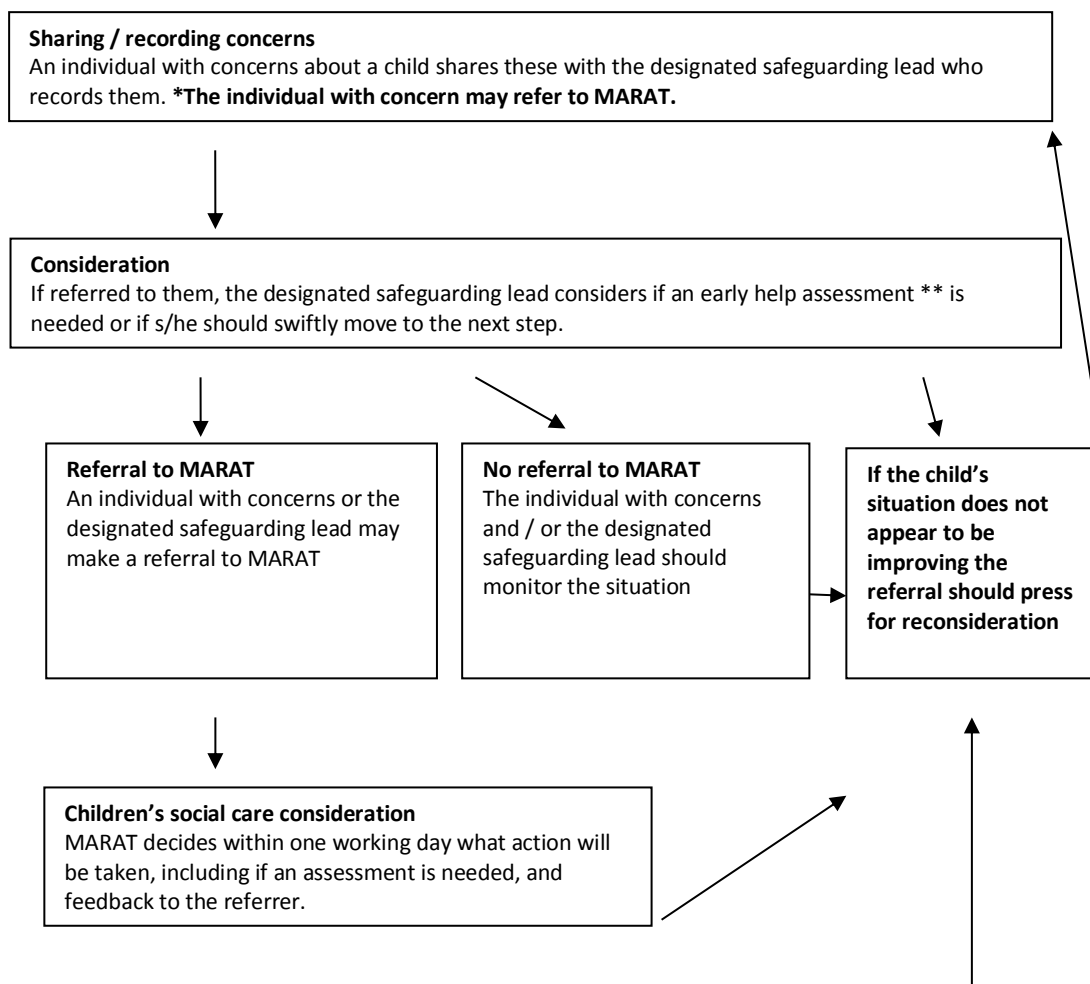 Sharing / recording concerns
An individual with concerns about a child shares these with the designated safeguarding lead who
records them. *The individual with concern may refer to MARAT.
Consideration
If referred to them, the designated safeguarding lead considers if an early help assessment ** is
needed or if s/he should swiftly move to the next step.
Referral to MARAT
An individual with concerns or the
designated safeguarding lead may
make a referral to MARAT
No referral to MARAT
The individual with concerns
and / or the designated
safeguarding lead should
monitor the situation
If the child’s
situation does not
appear to be
improving the
referral should press
for reconsideration
Children’s social care consideration
MARAT decides within one working day what action will
be taken, including if an assessment is needed, and
feedback to the referrer.